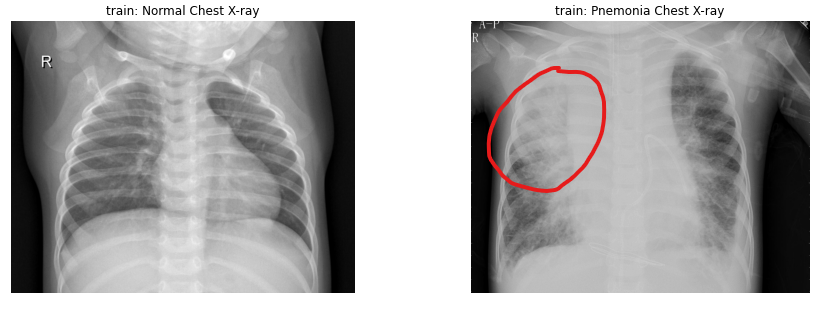 train: Normal Chest X-ray
train: Pnemonia Chest X-ray
R
A-P
R